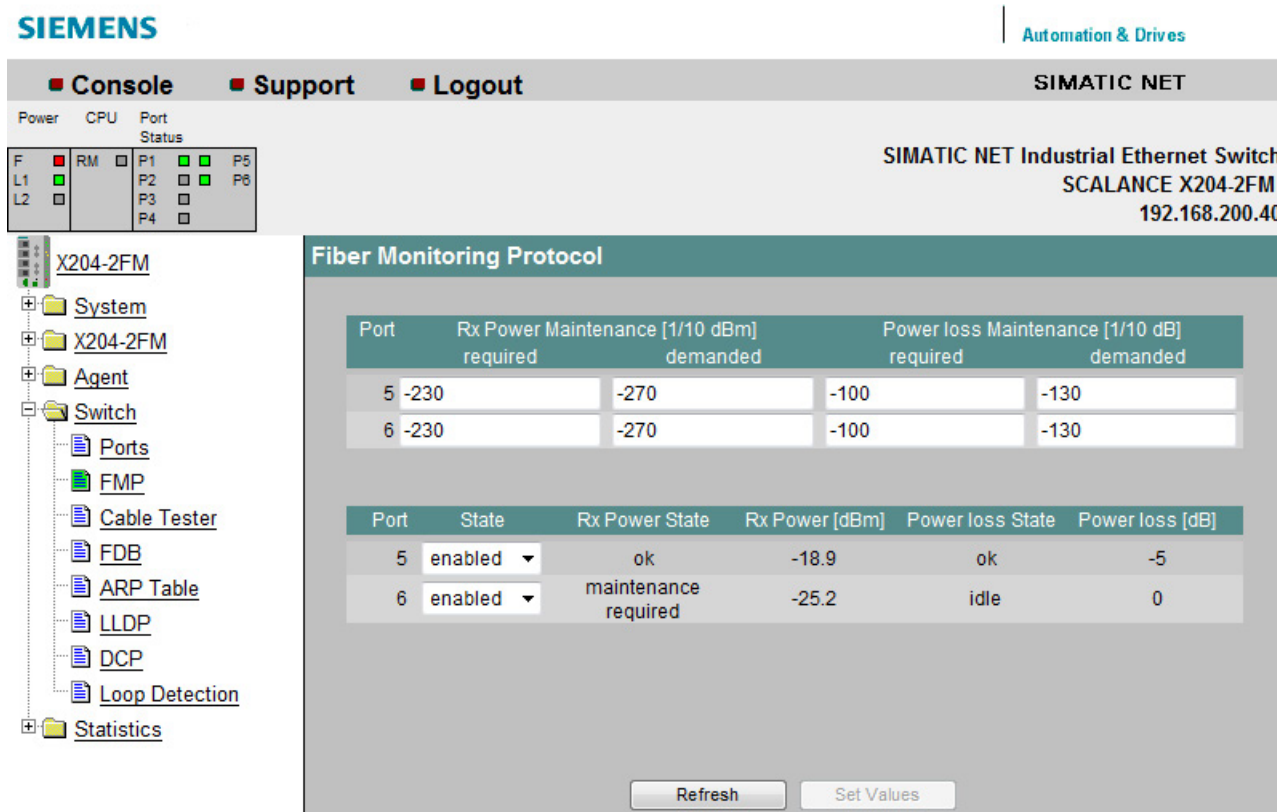 SIEMENS
Automation & Drives
Console Support Logout SIMATIC NET
Power CPU Port
Status
F RM P1 P5
L1 P2 P6
L2 P3
P4
SIMATIC NET Industrial Ethernet Switch
SCALANCE X204-2FM
192.168.200.40
X204-2FM
System
X204-2FM
Agent
Switch
Ports
FMP
Cable Tester
FDB
ARP Table
LLDP
DCP
Loop Detection
Statistics
Fiber Monitoring Protocol
Port Rx Power Maintenance [1/10 dBm] Power loss Maintenance [1/10 dB]
required demanded required demanded
5 -230 -270 -100 -130
6 -230 -270 -100 -130
Port State Rx Power State Rx Power [dBm] Power loss State Power loss [dB]
5 enabled ok -18.9 ok -5
6 enabled maintenance required -25.2 idle 0
Refresh Set Values